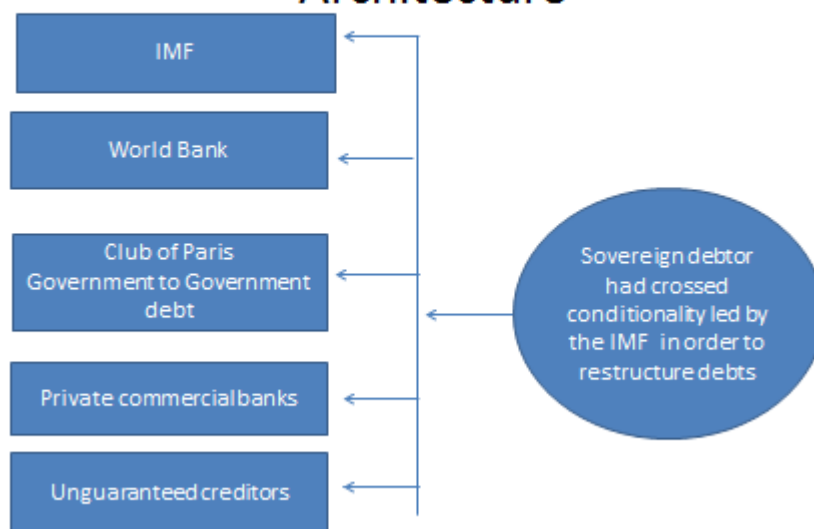 Architecture
IMF
World Bank
Club of Paris
Government to Government
debt
Private commercial banks
Unguaranteed creditors
Sovereign debtor
had crossed
conditionality led by
the IMF in order to
restructure debts